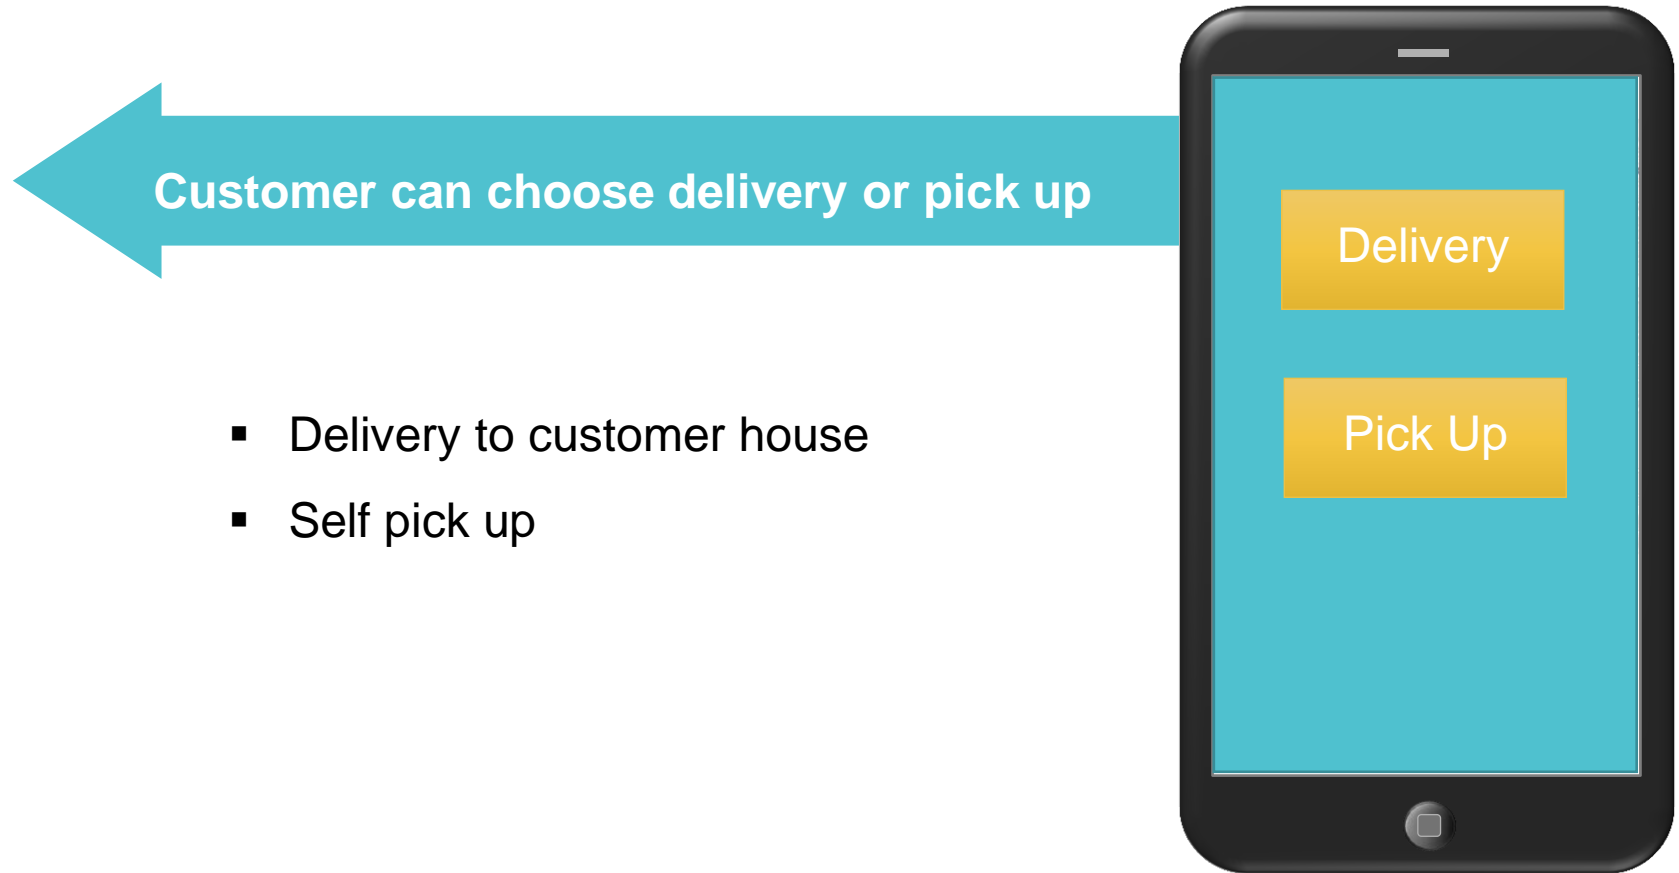 Customer can choose delivery or pick up
Delivery to customer house
Self pick up
Delivery
Pick Up